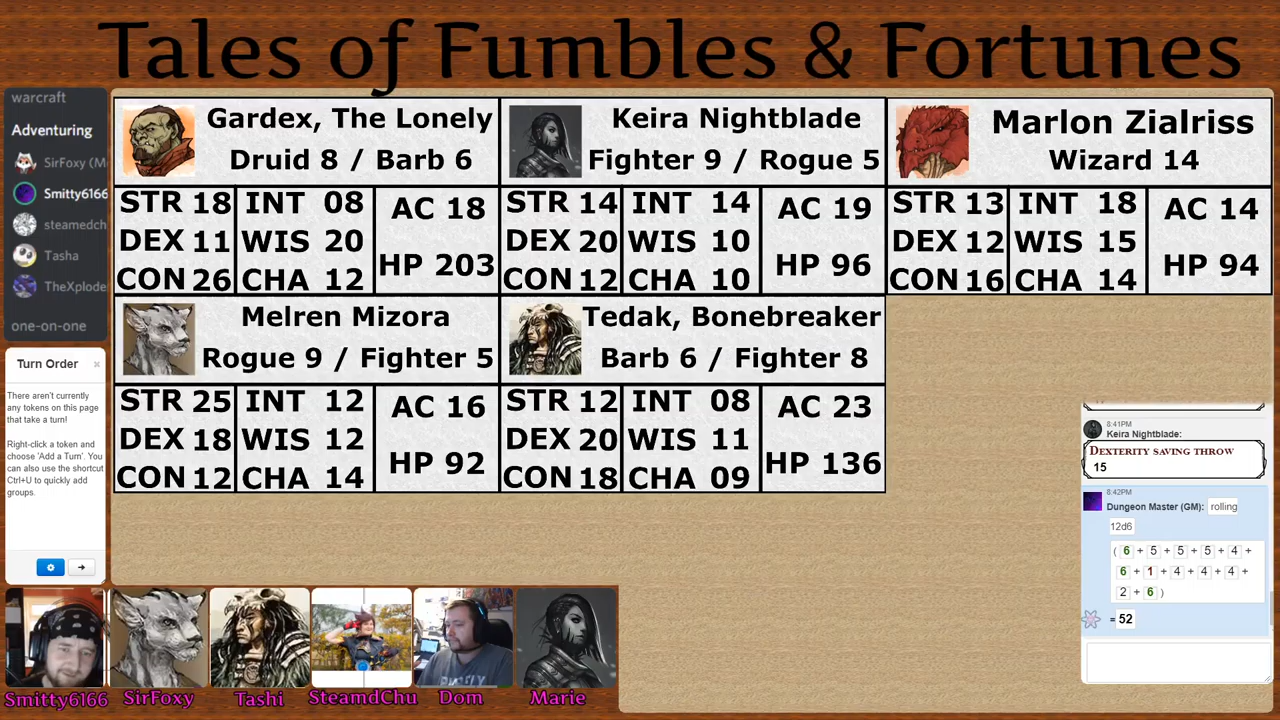 Tales of Fumbles & Fortunes
warcraft
Adventuring
SirFoxy (M
Smitty6166
steamedch
Tasha
TheXplode
one-on-one
Turn Order
There aren't currently
any tokens on this page
that take a turn!
Right-click a token and
choose 'Add a Turn'. You
can also use the shortcut
Ctrl+U to quickly add
groups.
Gardex, The Lonely
Druid 8 / Barb 6
STR 18 INT 08
DEX 11 WIS 20
CON 26 CHA 12
AC 18
HP 203
Keira Nightblade
Fighter 9 / Rogue 5
STR 14 INT 14
DEX 20 WIS 10
CON 12 CHA 10
AC 19
HP 96
Marlon Zialriss
Wizard 14
STR 13 INT 18
DEX 12 WIS 15
CON 16 CHA 14
AC 14
HP 94
Melren Mizora
Rogue 9 / Fighter 5
STR 25 INT 12
DEX 18 WIS 12
CON 12 CHA 14
AC 16
HP 92
Tedak, Bonebreaker
Barb 6 / Fighter 8
STR 12 INT 08
DEX 20 WIS 11
CON 18 CHA 09
AC 23
HP 136
8:41PM
Keira Nightblade:
DEXTERITY SAVING THROW
15
8:42PM
Dungeon Master (GM): rolling
12d6
( 6 + 5 + 5 + 5 + 4 +
6 + 1 + 4 + 4 + 4 +
2 + 6 )
= 52
Smitty6166
SirFoxy
Tashi
SteamdChu
Dom
Marie